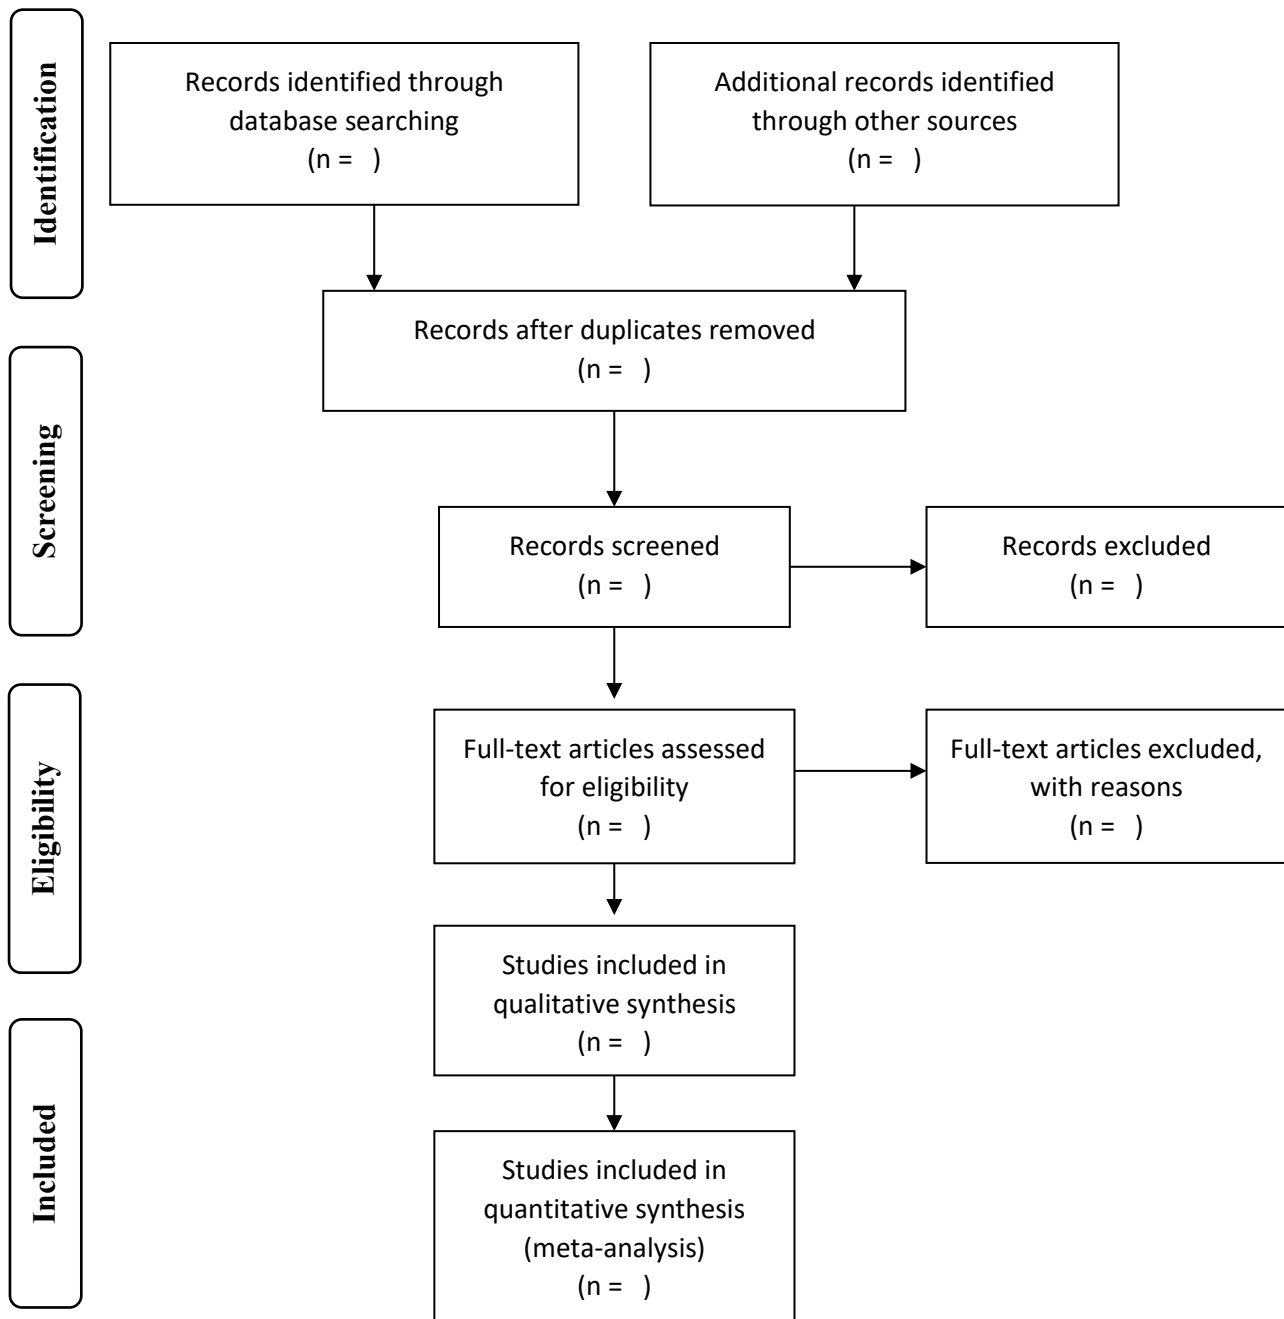 Identification
Records identified through
database searching
(n =   )
Additional records identified
through other sources
(n =   )
Records after duplicates removed
(n =   )
Screening
Records screened
(n =   )
Records excluded
(n =   )
Eligibility
Full-text articles assessed
for eligibility
(n =   )
Full-text articles excluded,
with reasons
(n =   )
Studies included in
qualitative synthesis
(n =   )
Included
Studies included in
quantitative synthesis
(meta-analysis)
(n =   )